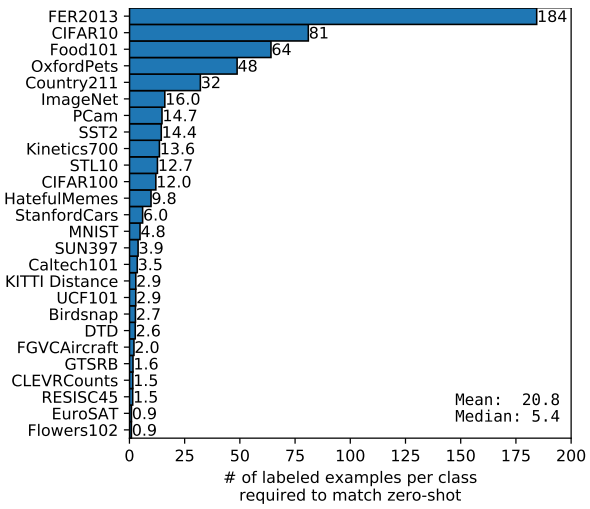 FER2013 184
CIFAR10 81
Food101 64
OxfordPets 48
Country211 32
ImageNet 16.0
PCam 14.7
SST2 14.4
Kinetics700 13.6
STL10 12.7
CIFAR100 12.0
HatefulMemes 9.8
StanfordCars 6.0
MNIST 4.8
SUN397 3.9
Caltech101 3.5
KITTI Distance 2.9
UCF101 2.9
Birdsnap 2.7
DTD 2.6
FGVCAircraft 2.0
GTSRB 1.6
CLEVRCounts 1.5
RESISC45 1.5
EuroSAT 0.9
Flowers102 0.9
Mean: 20.8
Median: 5.4
0 25 50 75 100 125 150 175 200
# of labeled examples per class
required to match zero-shot